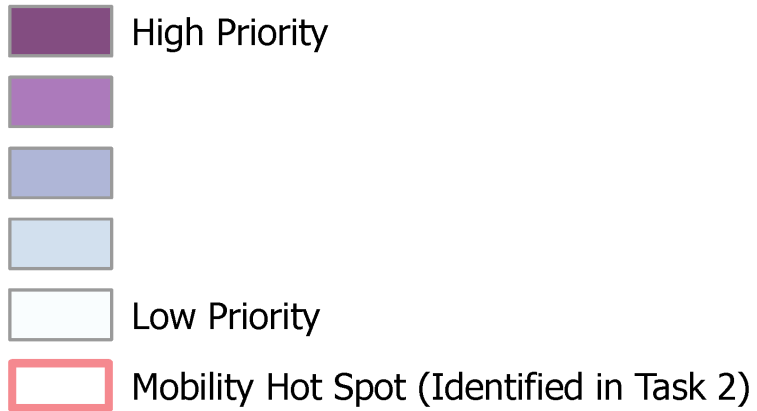 High Priority
Low Priority
Mobility Hot Spot (Identified in Task 2)